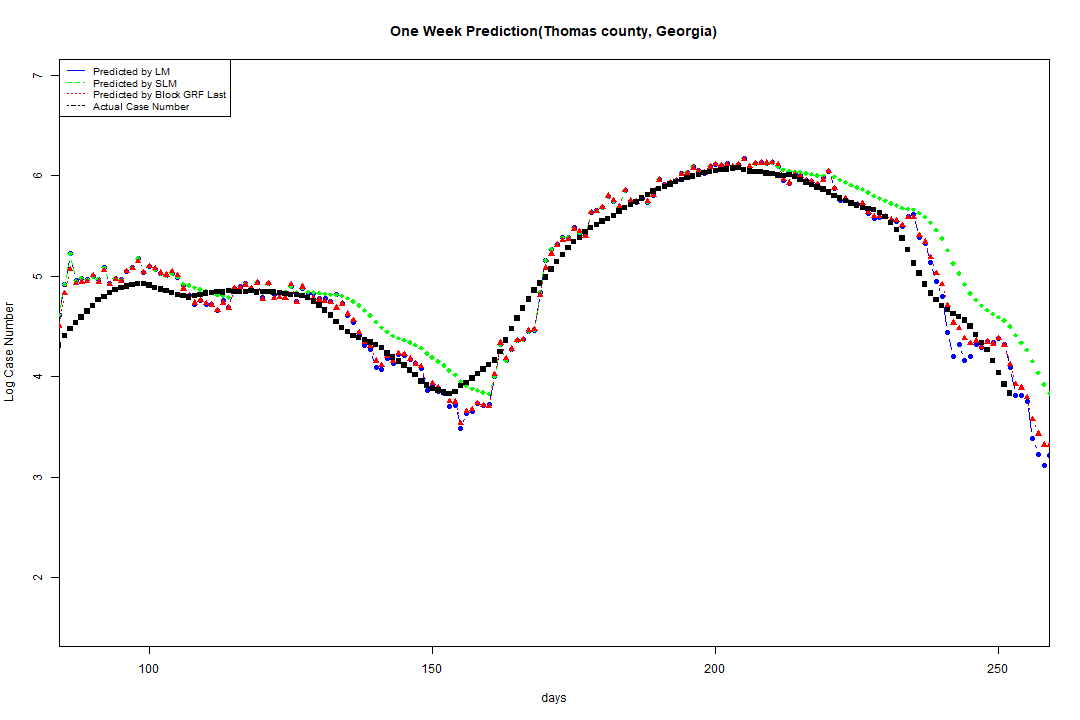 One Week Prediction(Thomas county, Georgia)
Predicted by LM
Predicted by SLM
Predicted by Block GRF Last
Actual Case Number
Log Case Number
7
6
5
4
3
2
100 150 200 250
days